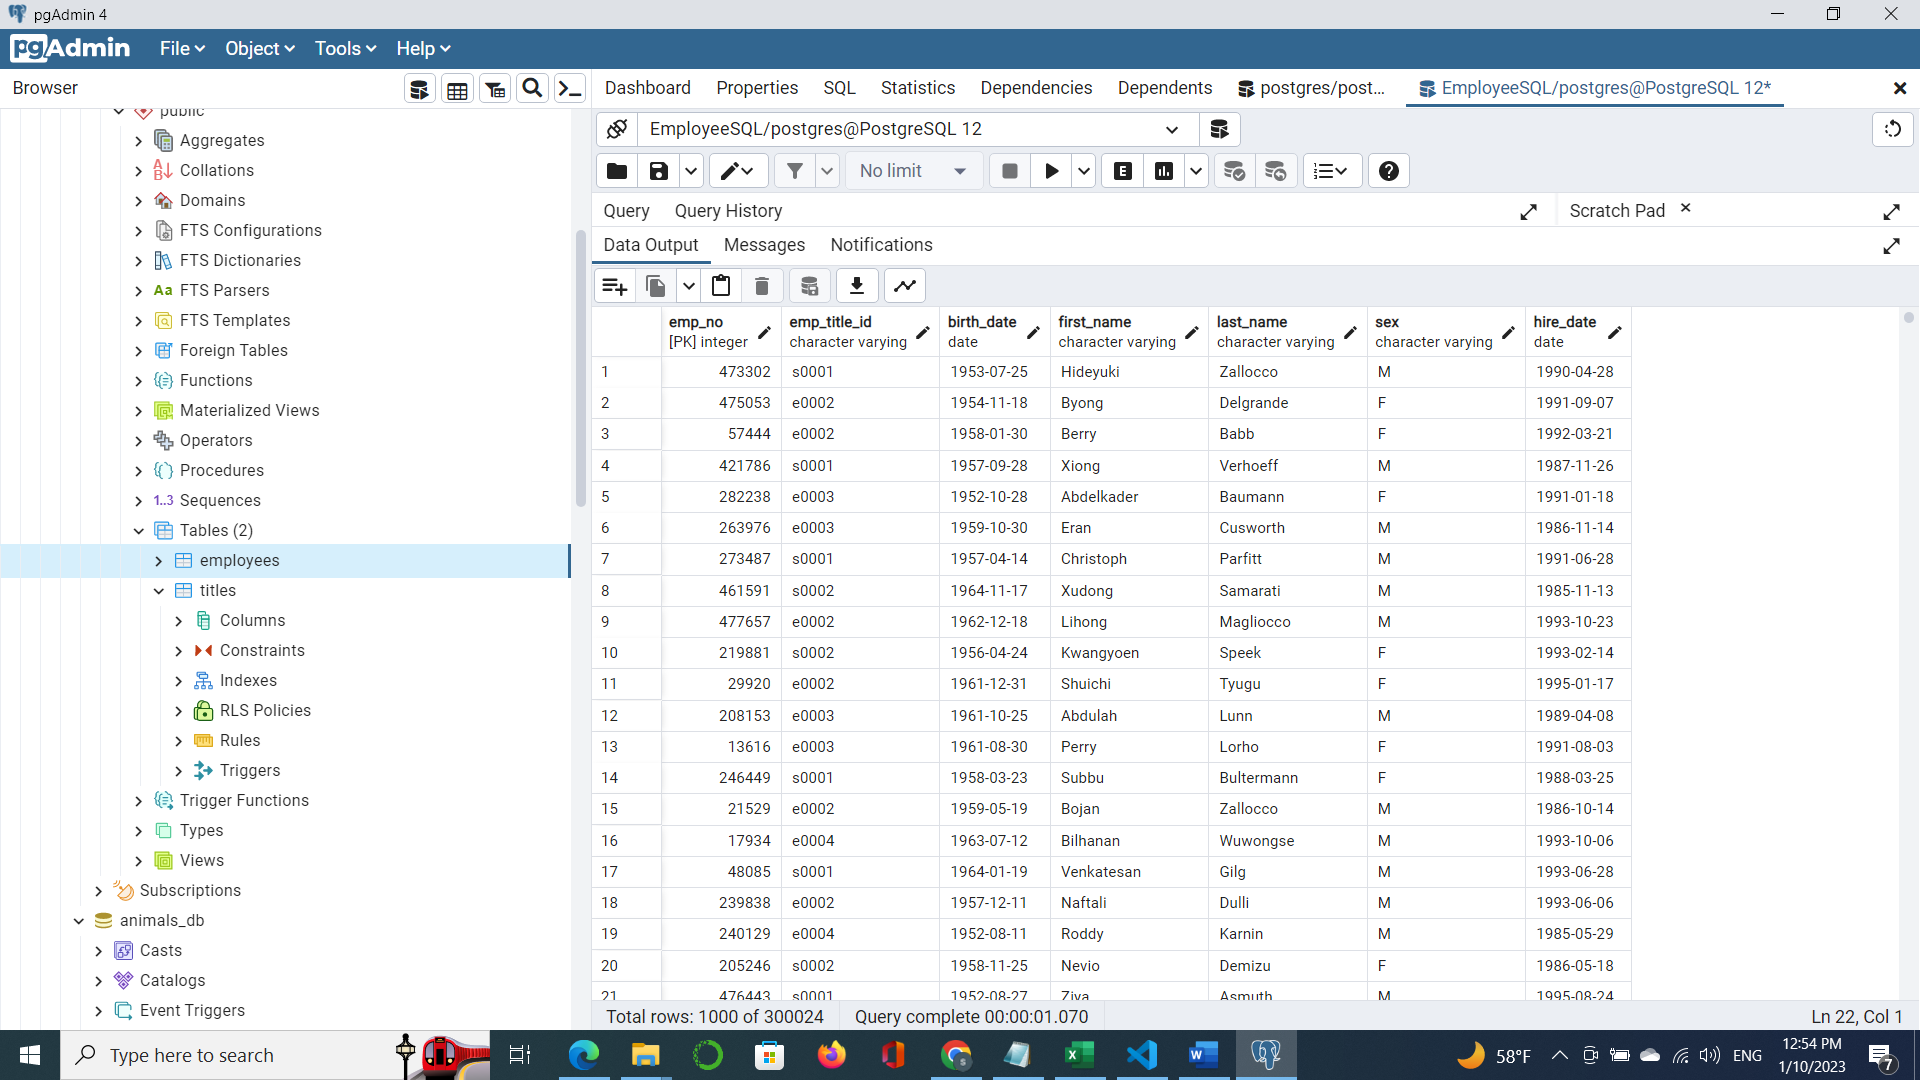 pgAdmin 4
pgAdmin File Object Tools Help
Browser
Dashboard Properties SQL Statistics Dependencies Dependents postgres/post... EmployeeSQL/postgres@PostgreSQL 12*
public
Aggregates
Collations
Domains
FTS Configurations
FTS Dictionaries
Aa FTS Parsers
FTS Templates
Foreign Tables
Functions
Materialized Views
Operators
Procedures
1..3 Sequences
Tables (2)
employees
titles
Columns
Constraints
Indexes
RLS Policies
Rules
Triggers
Trigger Functions
Types
Views
Subscriptions
animals_db
Casts
Catalogs
Event Triggers
EmployeeSQL/postgres@PostgreSQL 12
No limit
E
Query Query History
Scratch Pad
Data Output Messages Notifications
emp_no emp_title_id birth_date first_name last_name sex hire_date
[PK] integer character varying date character varying character varying character varying date
1 473302 s0001 1953-07-25 Hideyuki Zallocco M 1990-04-28
2 475053 e0002 1954-11-18 Byong Delgrande F 1991-09-07
3 57444 e0002 1958-01-30 Berry Babb F 1992-03-21
4 421786 s0001 1957-09-28 Xiong Verhoeff M 1987-11-26
5 282238 e0003 1952-10-28 Abdelkader Baumann F 1991-01-18
6 263976 e0003 1959-10-30 Eran Cusworth M 1986-11-14
7 273487 s0001 1957-04-14 Christoph Parfitt M 1991-06-28
8 461591 s0002 1964-11-17 Xudong Samarati M 1985-11-13
9 477657 e0002 1962-12-18 Lihong Magliocco M 1993-10-23
10 219881 s0002 1956-04-24 Kwangyoen Speek F 1993-02-14
11 29920 e0002 1961-12-31 Shuichi Tyugu F 1995-01-17
12 208153 e0003 1961-10-25 Abdulah Lunn M 1989-04-08
13 13616 e0003 1961-08-30 Perry Lorho F 1991-08-03
14 246449 s0001 1958-03-23 Subbu Bultermann F 1988-03-25
15 21529 e0002 1959-05-19 Bojan Zallocco M 1986-10-14
16 17934 e0004 1963-07-12 Bilhanan Wuwongse M 1993-10-06
17 48085 s0001 1964-01-19 Venkatesan Gilg M 1993-06-28
18 239838 e0002 1957-12-11 Naftali Dulli M 1993-06-06
19 240129 e0004 1952-08-11 Roddy Karnin M 1985-05-29
20 205246 s0002 1958-11-25 Nevio Demizu F 1986-05-18
21 476443 s0001 1952-08-27 Ziya Asmuth M 1995-08-24
Total rows: 1000 of 300024 Query complete 00:00:01.070
Ln 22, Col 1
Type here to search
58°F
ENG
12:54 PM
1/10/2023
7